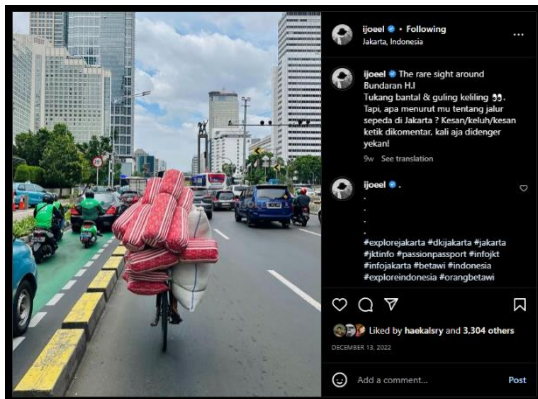 ijoeel • Following
Jakarta, Indonesia
ijoeel The rare sight around
Bundaran H.I
Tukang bantal & guling keliling 👀.
Tapi, apa menurut mu tentang jalur
sepeda di Jakarta ? Kesan/keluh/kesan
ketik dikomentar, kali aja didenger
yekan!
9w See translation
ijoeel .
.
.
.
.
#explorejakarta #dkijakarta #jakarta
#jktinfo #passionpassport #infojkt
#infojakarta #betawi #indonesia
#exploreindonesia #orangbetawi
Liked by haekalsry and 3,304 others
DECEMBER 13, 2022
Add a comment... Post